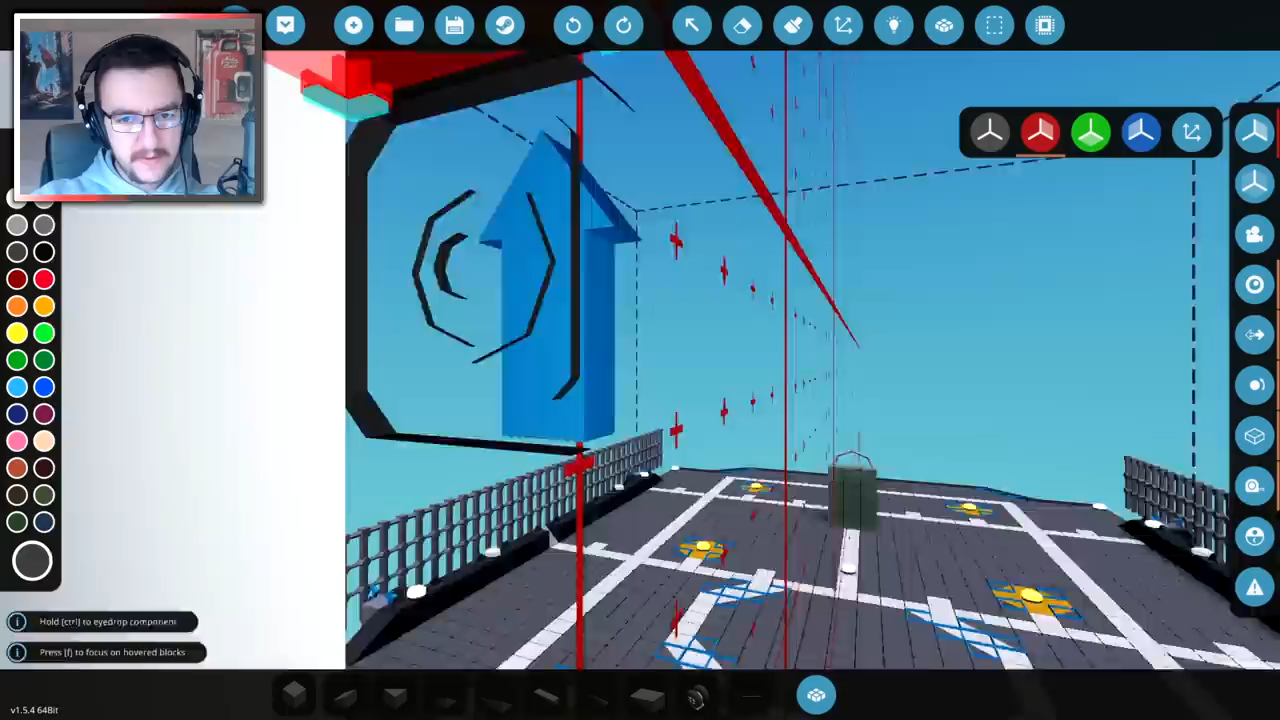 Hold [ctrl] to eyedrop component
Press [f] to focus on hovered blocks
v1.5.4 64Bit